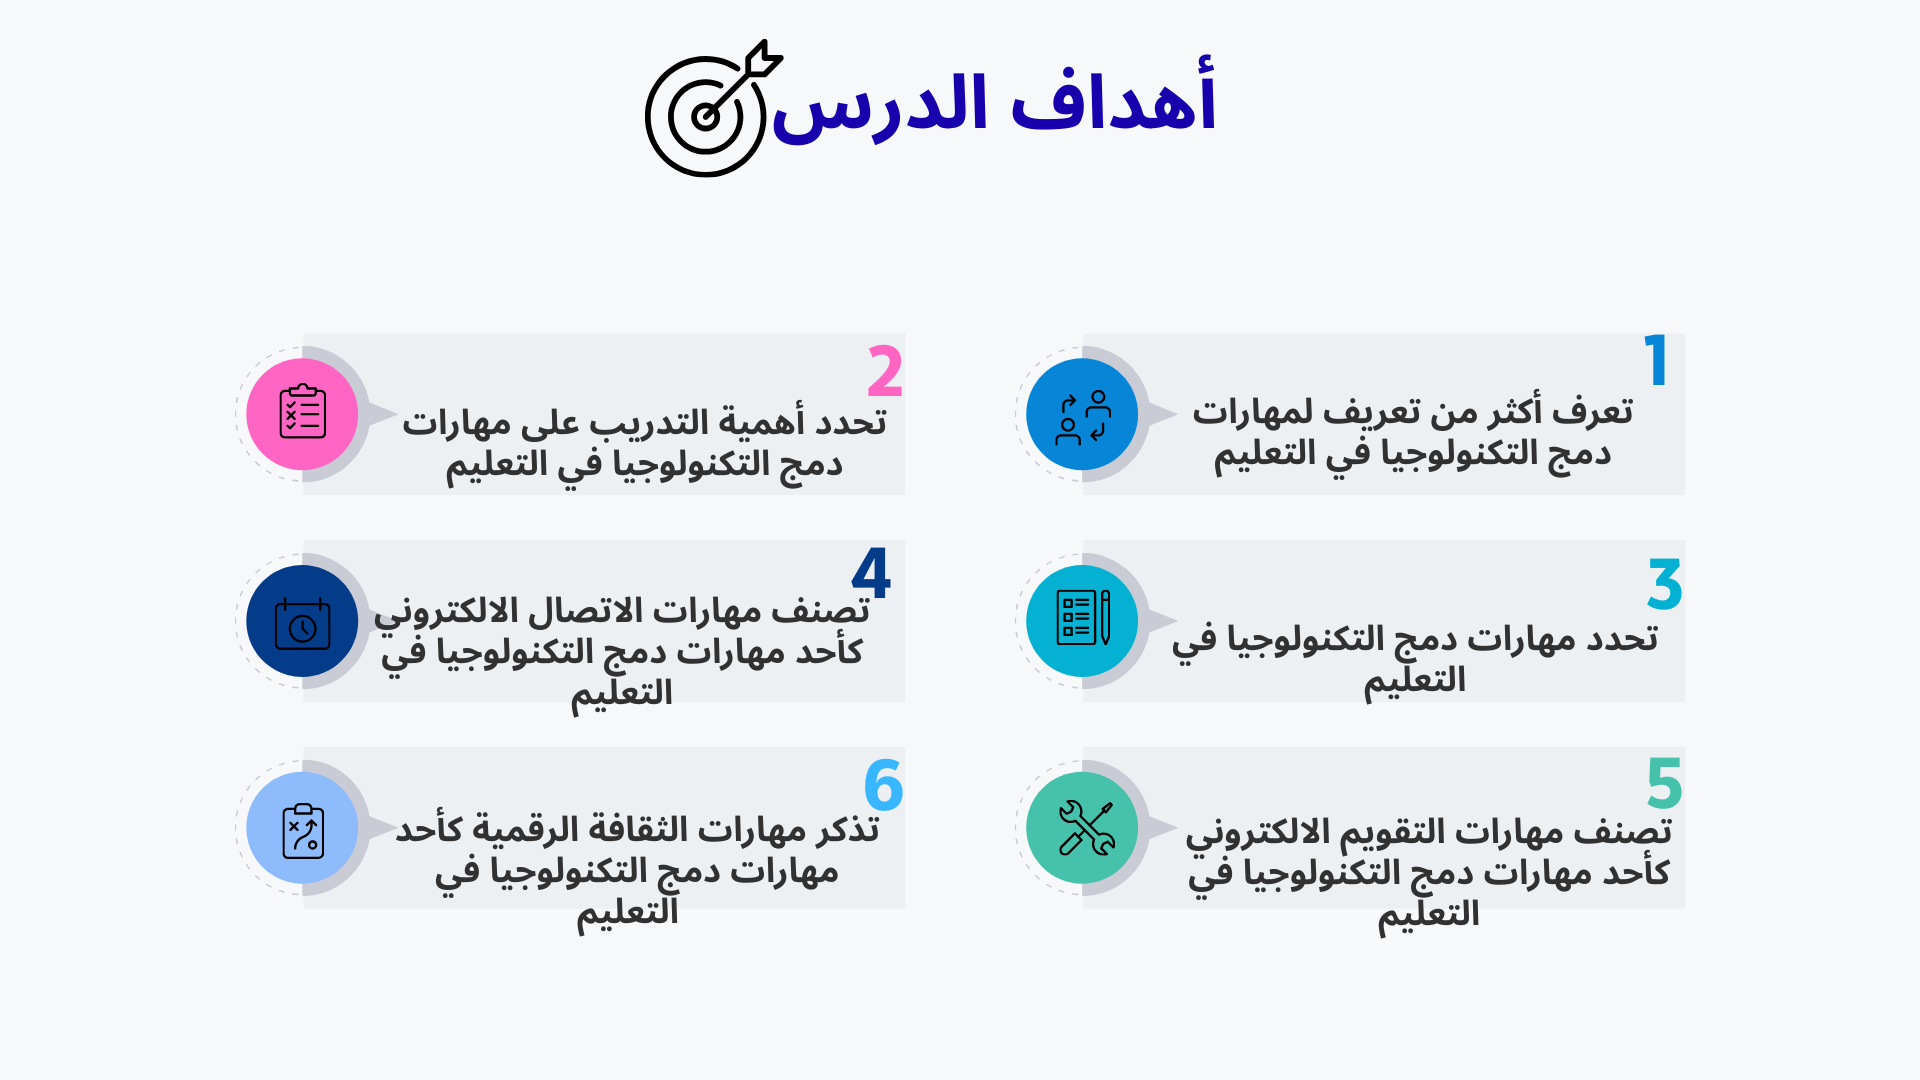 أهداف الدرس
1
تعرف أكثر من تعريف لمهارات
دمج التكنولوجيا في التعليم
2
تحدد أهمية التدريب على مهارات
دمج التكنولوجيا في التعليم
3
تحدد مهارات دمج التكنولوجيا في
التعليم
4
تصنف مهارات الاتصال الالكتروني
كأحد مهارات دمج التكنولوجيا في
التعليم
5
تصنف مهارات التقويم الالكتروني
كأحد مهارات دمج التكنولوجيا في
التعليم
6
تذكر مهارات الثقافة الرقمية كأحد
مهارات دمج التكنولوجيا في
التعليم